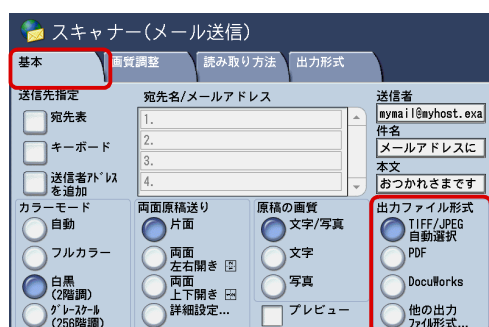 スキャナー(メール送信)
基本
画質調整
読み取り方法
出力形式
送信先指定
宛先表
キーボード
送信者ｱﾄﾞﾚｽ
を追加
宛先名/メールアドレス
1.
2.
3.
4.
送信者
mymail@myhost.exa
件名
メールアドレスに
本文
おつかれさまです
カラーモード
自動
フルカラー
白黒
(2階調)
ｸﾞﾚｰｽｹｰﾙ
(256階調)
両面原稿送り
片面
両面
左右開き
両面
上下開き
詳細設定...
原稿の画質
文字/写真
文字
写真
プレビュー
出力ファイル形式
TIFF/JPEG
自動選択
PDF
DocuWorks
他の出力
ﾌｧｲﾙ形式...